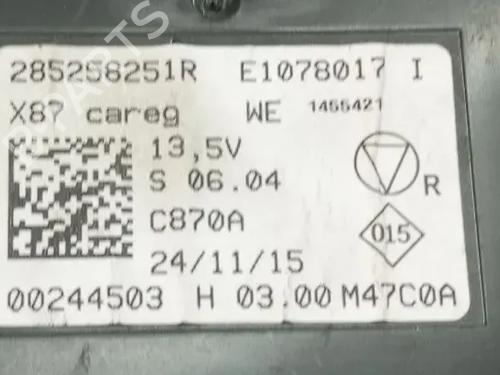 285258251R E1078017 I
X87 careg WE 1455421
13,5V
S 06.04
R
C870A
015
24/11/15
00244503 H 03.00 M47C0A